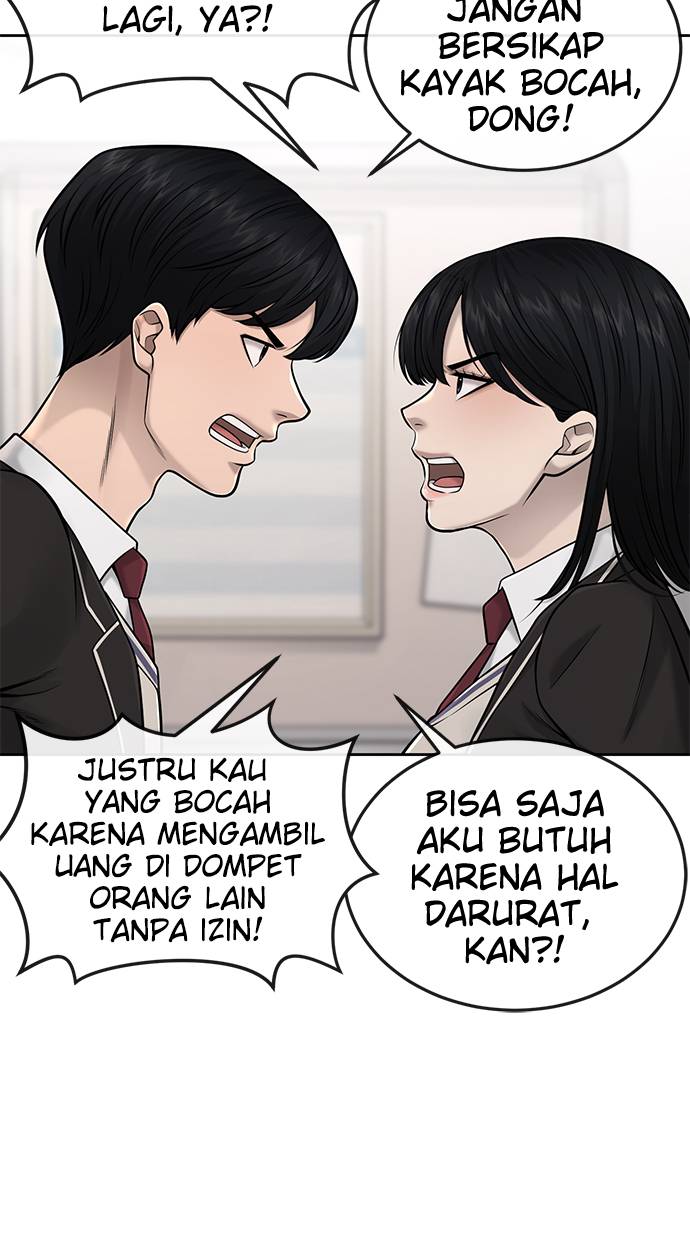 LAGI, YA?!
JANGAN
BERSIKAP
KAYAK BOCAH,
DONG!
JUSTRU KAU
YANG BOCAH
KARENA MENGAMBIL
UANG DI DOMPET
ORANG LAIN
TANPA IZIN!
BISA SAJA
AKU BUTUH
KARENA HAL
DARURAT,
KAN?!